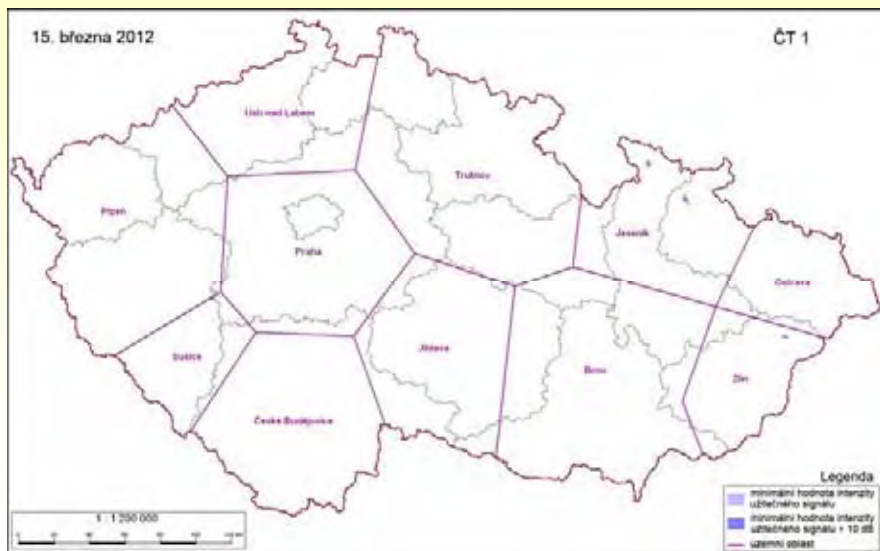 15. března 2012
ČT 1
Ústí nad Labem
Trutnov
Plzeň
Jeseník
Praha
Ostrava
Jihlava
Sušice
Brno
Zlín
České Budějovice
Legenda
minimální hodnota intenzity
užitečného signálu
minimální hodnota intenzity
užitečného signálu + 10 dB
územní oblast
1 : 1 200 000